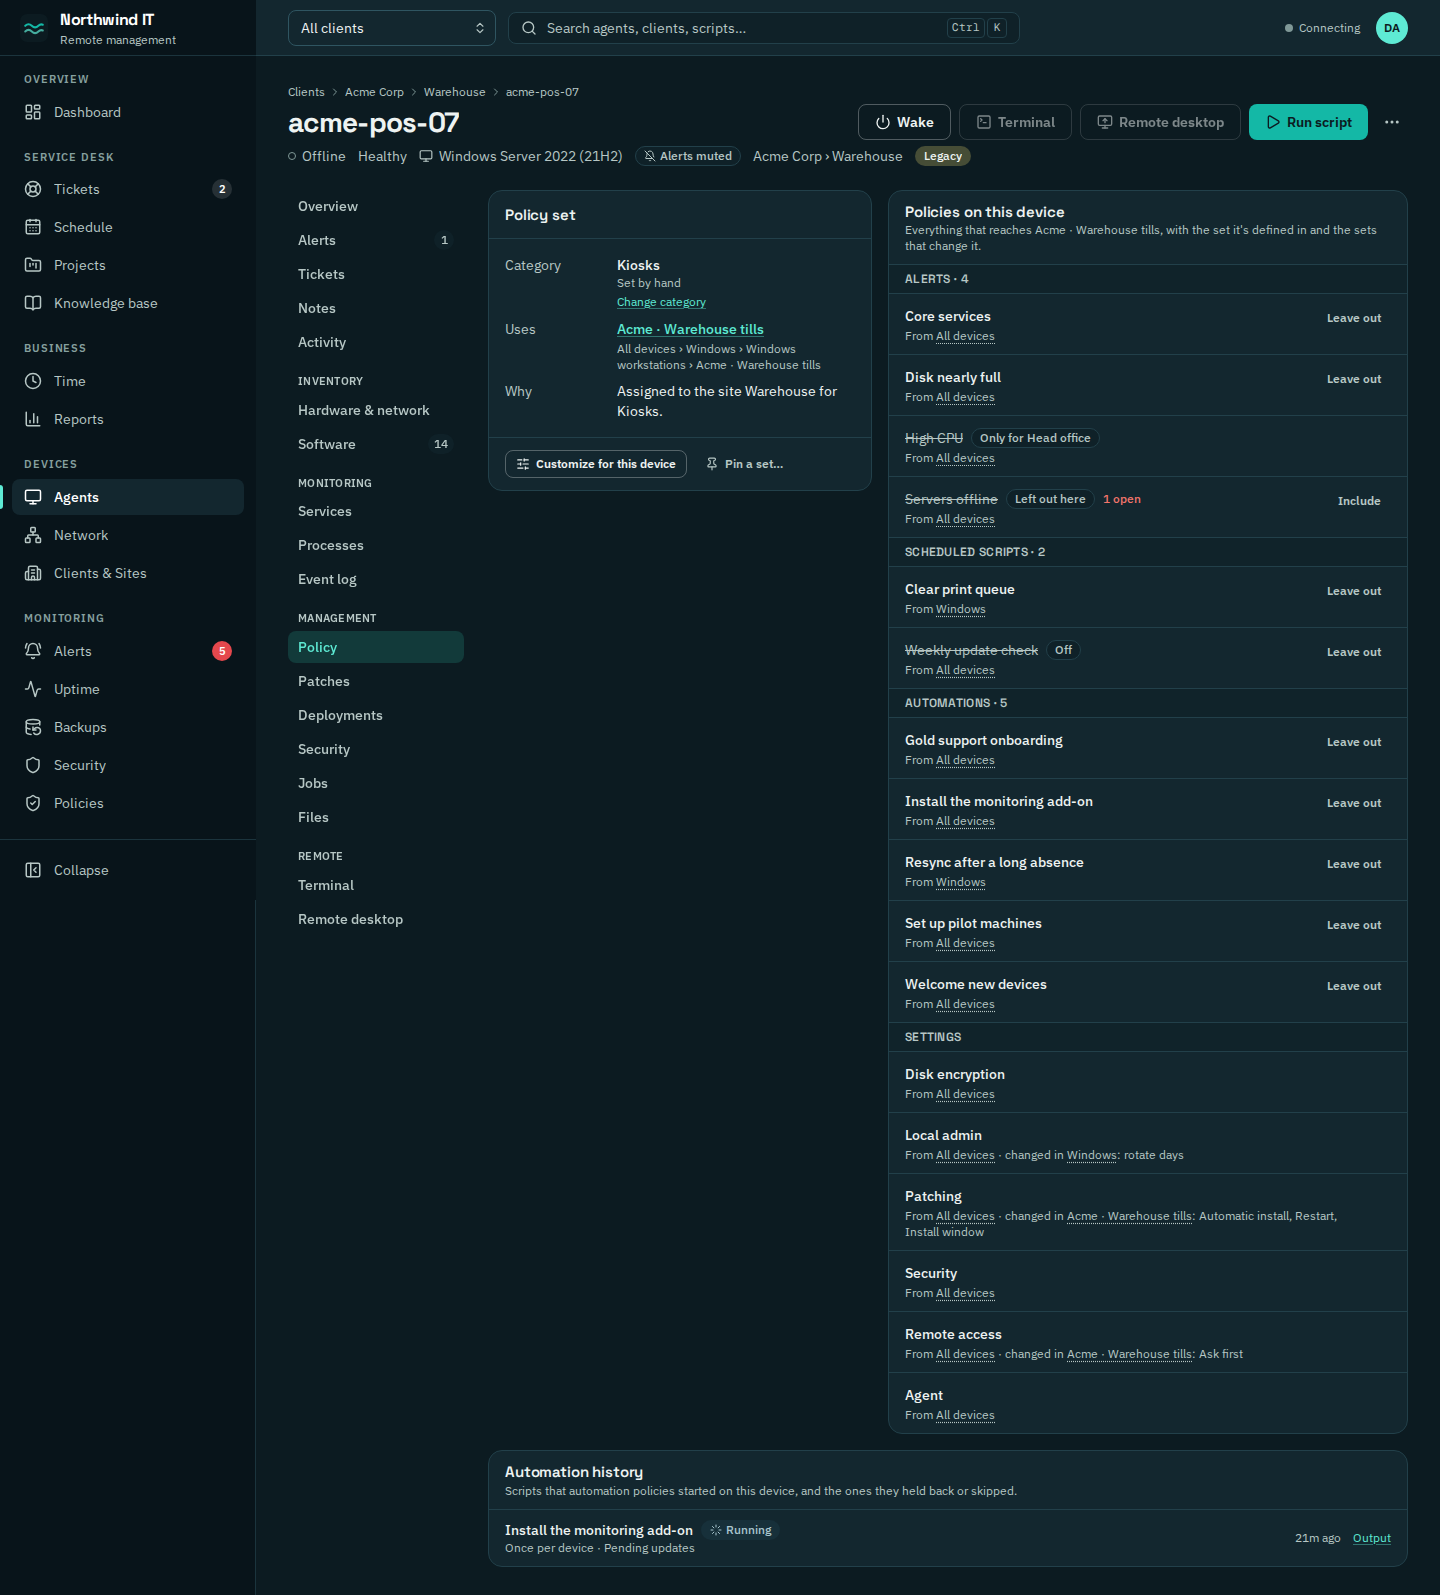 Northwind IT
Remote management
All clients
Search agents, clients, scripts...
Ctrl K
Connecting
DA
OVERVIEW
Dashboard
SERVICE DESK
Tickets 2
Schedule
Projects
Knowledge base
BUSINESS
Time
Reports
DEVICES
Agents
Network
Clients & Sites
MONITORING
Alerts 5
Uptime
Backups
Security
Policies
Collapse
Clients > Acme Corp > Warehouse > acme-pos-07
acme-pos-07
Wake
Terminal
Remote desktop
Run script
Offline Healthy Windows Server 2022 (21H2) Alerts muted Acme Corp › Warehouse Legacy
Overview
Alerts 1
Tickets
Notes
Activity
INVENTORY
Hardware & network
Software 14
MONITORING
Services
Processes
Event log
MANAGEMENT
Policy
Patches
Deployments
Security
Jobs
Files
REMOTE
Terminal
Remote desktop
Policy set
Category Kiosks
Set by hand
Change category
Uses Acme · Warehouse tills
All devices › Windows › Windows
workstations › Acme · Warehouse tills
Why Assigned to the site Warehouse for
Kiosks.
Customize for this device
Pin a set...
Policies on this device
Everything that reaches Acme · Warehouse tills, with the set it's defined in and the sets
that change it.
ALERTS · 4
Core services Leave out
From All devices
Disk nearly full Leave out
From All devices
High CPU Only for Head office
From All devices
Servers offline Left out here 1 open Include
From All devices
SCHEDULED SCRIPTS · 2
Clear print queue Leave out
From Windows
Weekly update check Off Leave out
From All devices
AUTOMATIONS · 5
Gold support onboarding Leave out
From All devices
Install the monitoring add-on Leave out
From All devices
Resync after a long absence Leave out
From Windows
Set up pilot machines Leave out
From All devices
Welcome new devices Leave out
From All devices
SETTINGS
Disk encryption
From All devices
Local admin
From All devices · changed in Windows: rotate days
Patching
From All devices · changed in Acme · Warehouse tills: Automatic install, Restart,
Install window
Security
From All devices
Remote access
From All devices · changed in Acme · Warehouse tills: Ask first
Agent
From All devices
Automation history
Scripts that automation policies started on this device, and the ones they held back or skipped.
Install the monitoring add-on Running 21m ago Output
Once per device · Pending updates